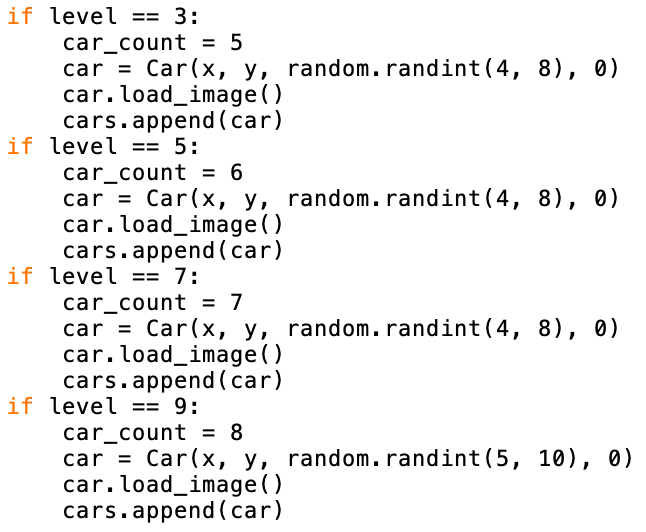 if level == 3:
    car_count = 5
    car = Car(x, y, random.randint(4, 8), 0)
    car.load_image()
    cars.append(car)
if level == 5:
    car_count = 6
    car = Car(x, y, random.randint(4, 8), 0)
    car.load_image()
    cars.append(car)
if level == 7:
    car_count = 7
    car = Car(x, y, random.randint(4, 8), 0)
    car.load_image()
    cars.append(car)
if level == 9:
    car_count = 8
    car = Car(x, y, random.randint(5, 10), 0)
    car.load_image()
    cars.append(car)